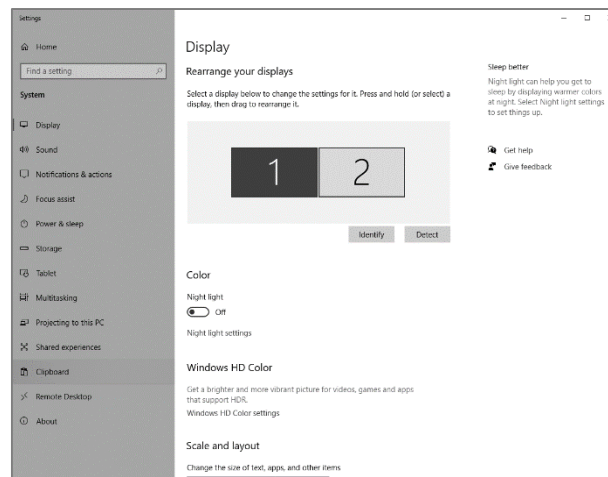 Settings
Home
Find a setting
System
Display
Sound
Notifications & actions
Focus assist
Power & sleep
Storage
Tablet
Multitasking
Projecting to this PC
Shared experiences
Clipboard
Remote Desktop
About
Display
Rearrange your displays
Select a display below to change the settings for it. Press and hold (or select) a
display, then drag to rearrange it.
1 2
Identify Detect
Color
Night light
Off
Night light settings
Windows HD Color
Get a brighter and more vibrant picture for videos, games and apps
that support HDR.
Windows HD Color settings
Scale and layout
Change the size of text, apps, and other items
Sleep better
Night light can help you get to
sleep by displaying warmer colors
at night. Select Night light settings
to set things up.
Get help
Give feedback